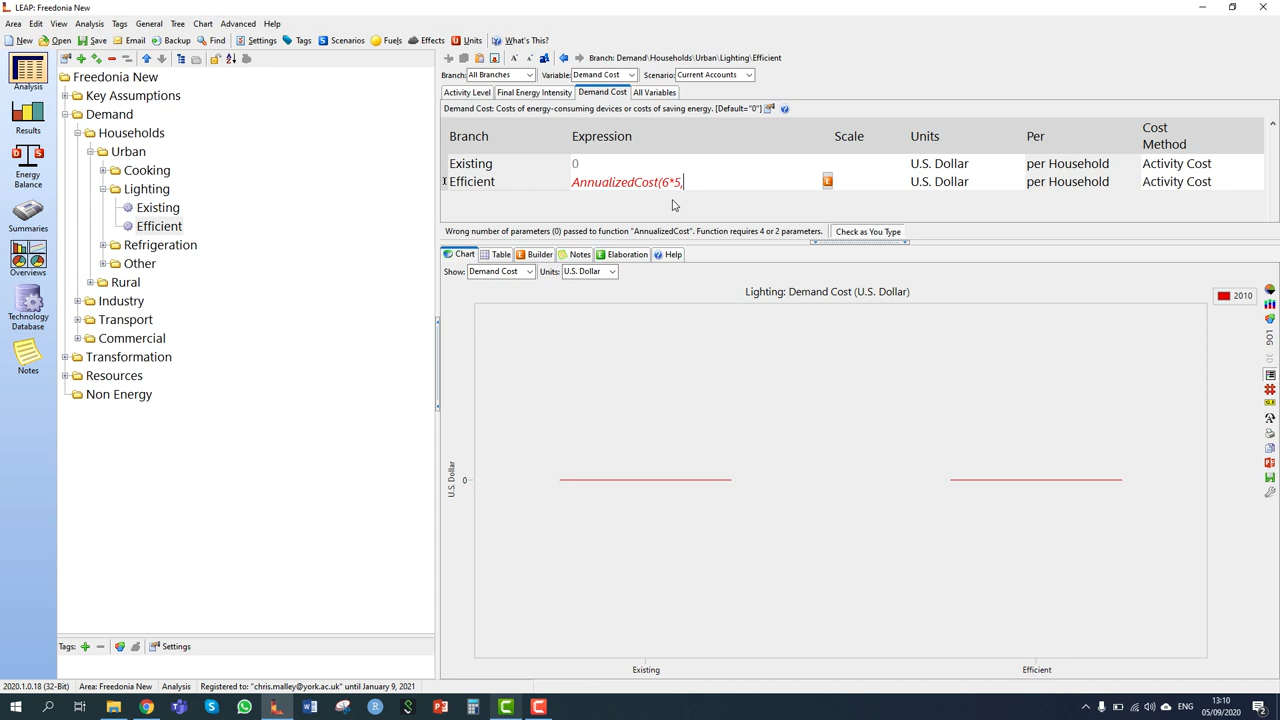 LEAP: Freedonia New
Area Edit View Analysis Tags General Tree Chart Advanced Help
New Open Save Email Backup Find Settings Tags Scenarios Fuels Effects Units What's This?
Analysis
Results
Energy
Balance
Summaries
Overviews
Technology
Database
Notes
Freedonia New
Key Assumptions
Demand
Households
Urban
Cooking
Lighting
Existing
Efficient
Refrigeration
Other
Rural
Industry
Transport
Commercial
Transformation
Resources
Non Energy
Tags: Settings
Branch: Demand\Households\Urban\Lighting\Efficient
Branch: All Branches Variable: Demand Cost Scenario: Current Accounts
Activity Level Final Energy Intensity Demand Cost All Variables
Demand Cost: Costs of energy-consuming devices or costs of saving energy. [Default="0"]
Branch Expression Scale Units Per Cost Method
Existing 0 U.S. Dollar per Household Activity Cost
Efficient AnnualizedCost(6*5, E U.S. Dollar per Household Activity Cost
Wrong number of parameters (0) passed to function "AnnualizedCost". Function requires 4 or 2 parameters. Check as You Type
Chart Table Builder Notes Elaboration Help
Show: Demand Cost Units: U.S. Dollar
Lighting: Demand Cost (U.S. Dollar)
2010
LOG
3D
U.S. Dollar
0
Existing Efficient
2020.1.0.18 (32-Bit) Area: Freedonia New Analysis Registered to: "chris.malley@york.ac.uk" until January 9, 2021
ENG
13:10
05/09/2020